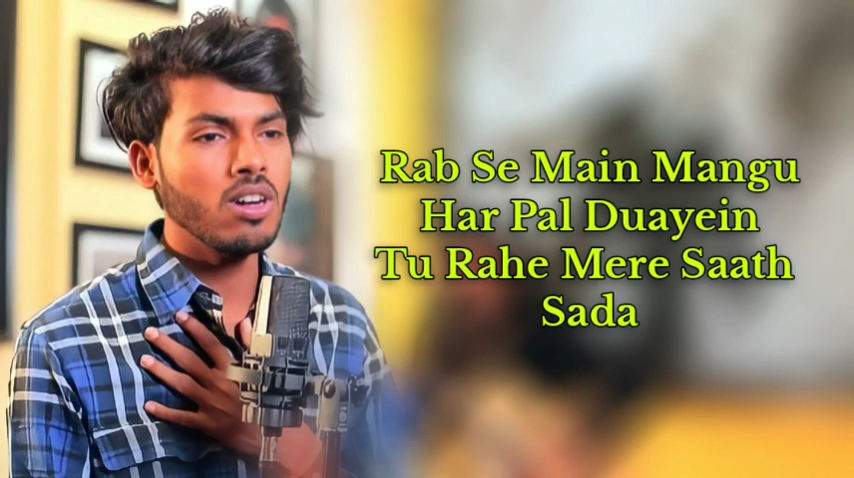 Rab Se Main Mangu
Har Pal Duayein
Tu Rahe Mere Saath
Sada